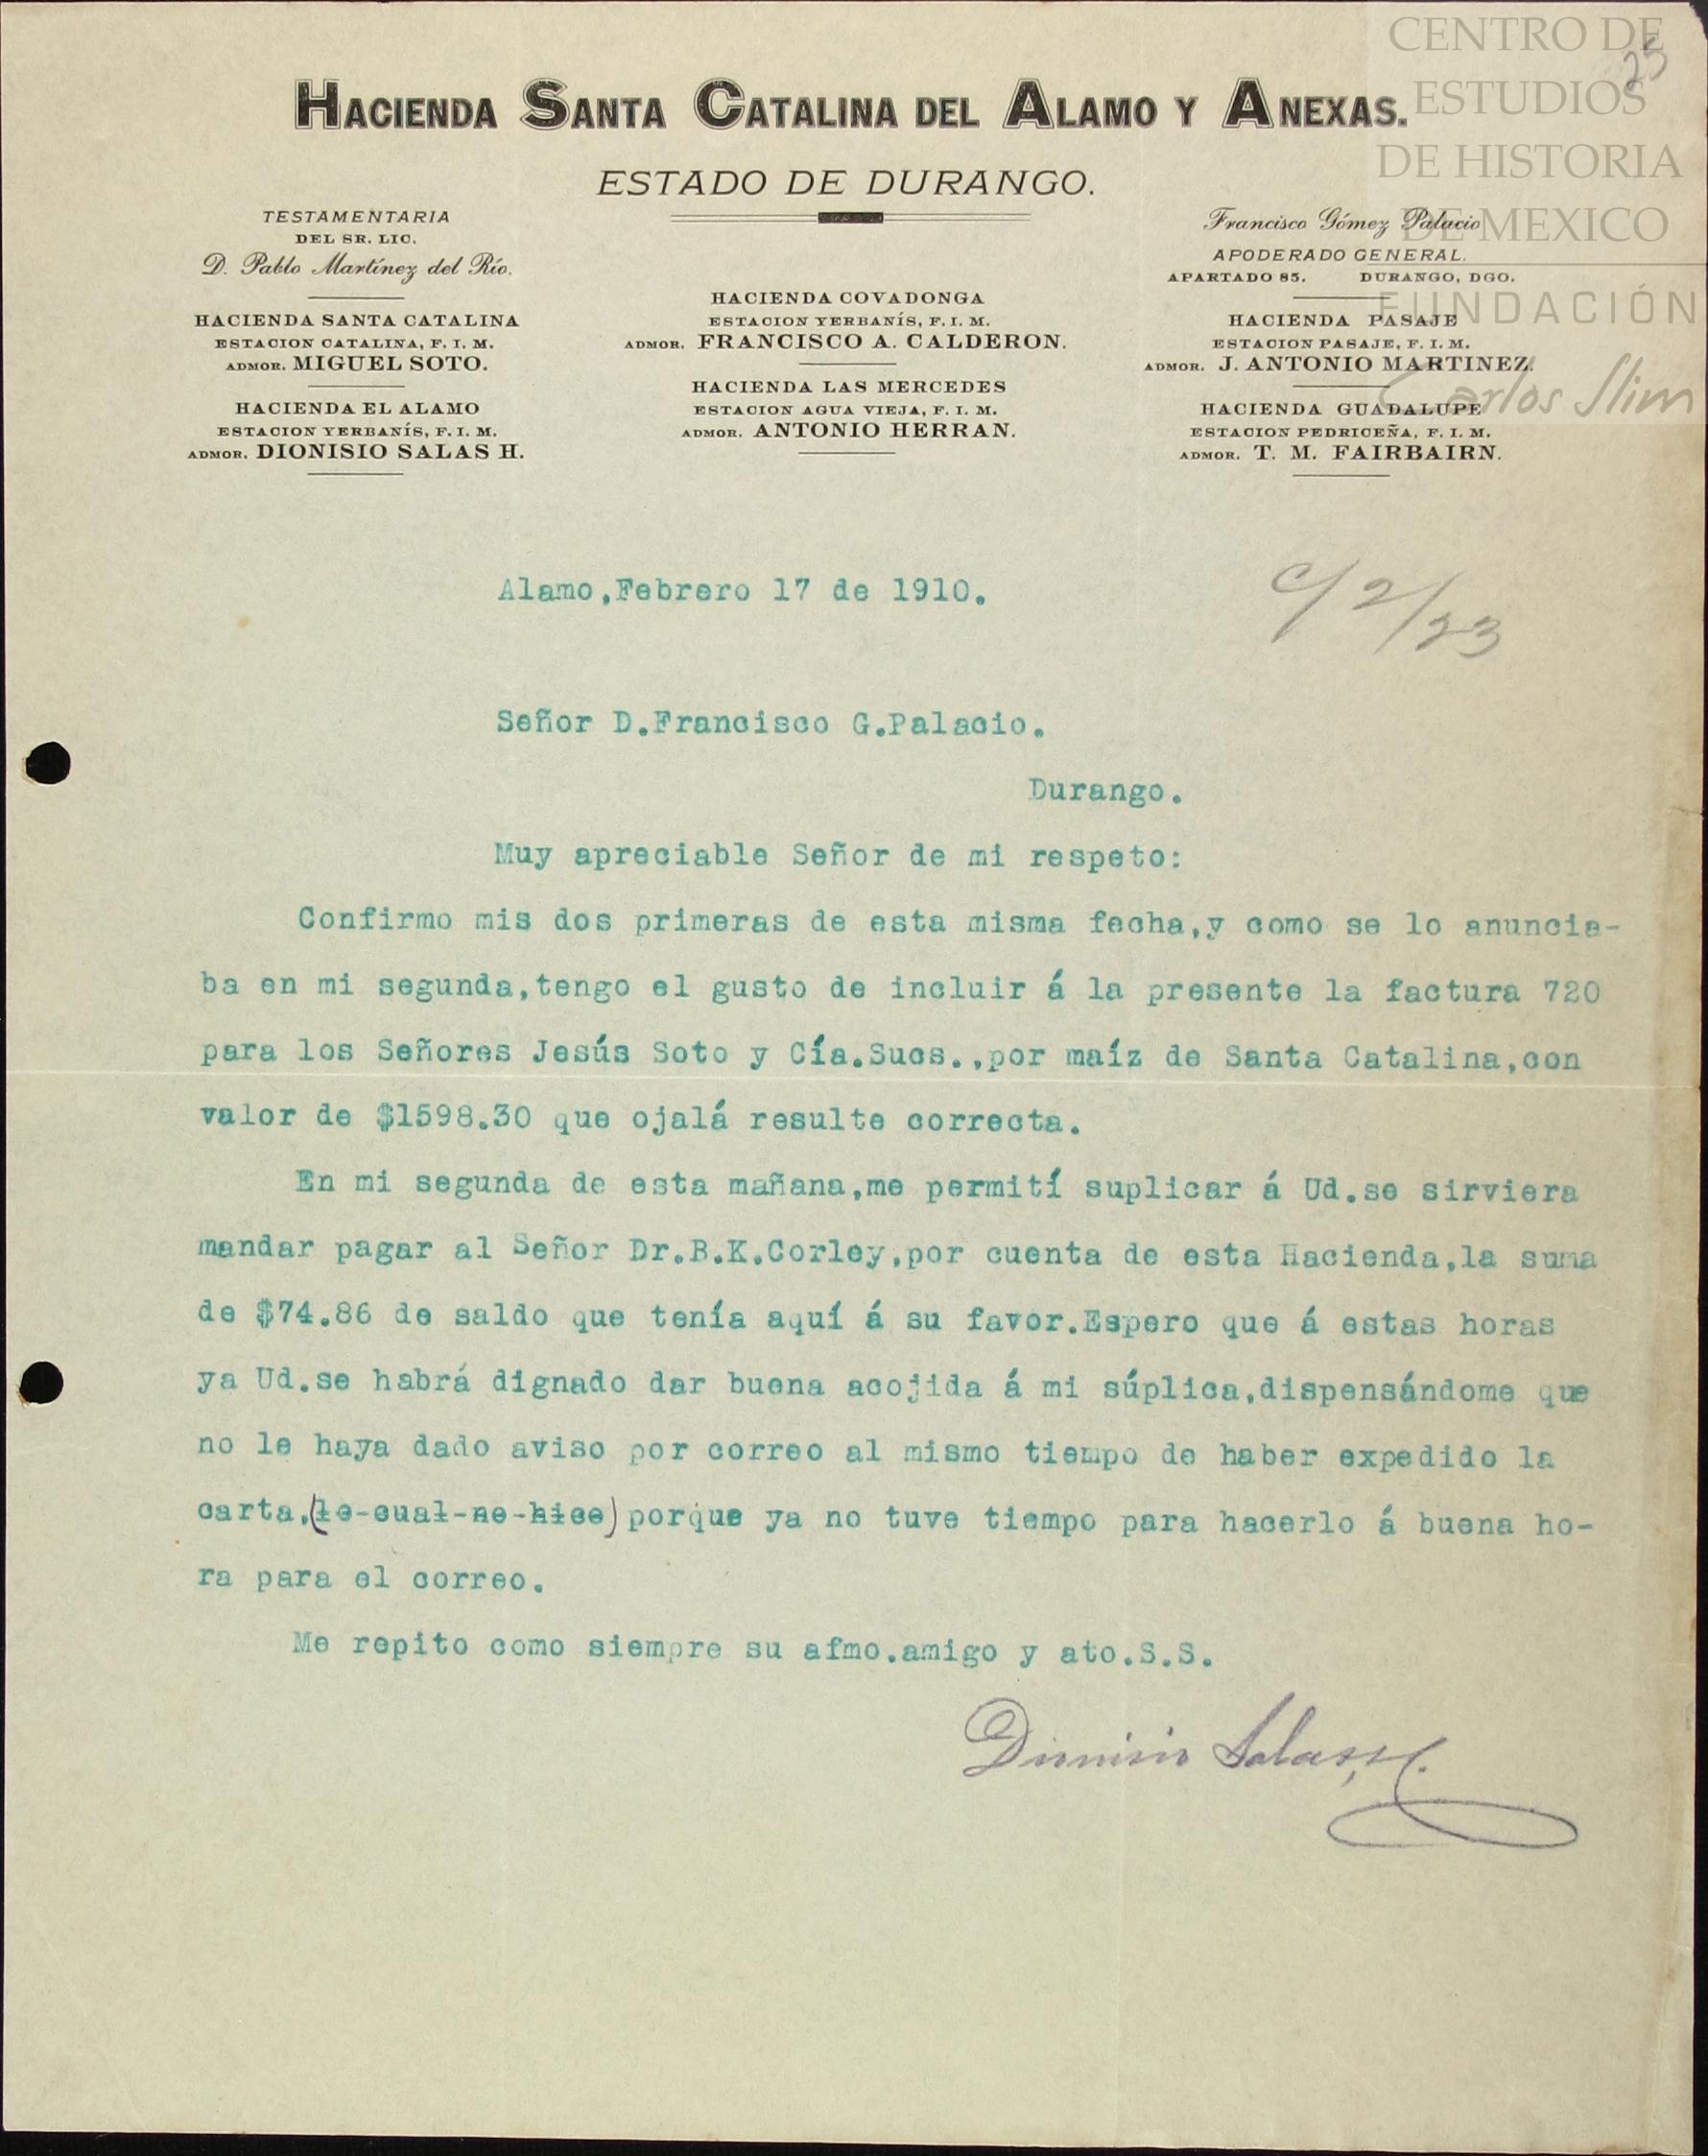 CENTRO DE
ESTUDIOS
DE HISTORIA
DE MEXICO
FUNDACIÓN
Carlos Slim
25
HACIENDA SANTA CATALINA DEL ALAMO Y ANEXAS.
ESTADO DE DURANGO.
TESTAMENTARIA
DEL SR. LIC.
D. Pablo Martínez del Río.
HACIENDA SANTA CATALINA
ESTACION CATALINA, F. I. M.
ADMOR. MIGUEL SOTO.
HACIENDA EL ALAMO
ESTACION YERBANÍS, F. I. M.
ADMOR. DIONISIO SALAS H.
HACIENDA COVADONGA
ESTACION YERBANÍS, F. I. M.
ADMOR. FRANCISCO A. CALDERON.
HACIENDA LAS MERCEDES
ESTACION AGUA VIEJA, F. I. M.
ADMOR. ANTONIO HERRAN.
Francisco Gómez Palacio
APODERADO GENERAL.
APARTADO 85. DURANGO, DGO.
HACIENDA PASAJE
ESTACION PASAJE, F. I. M.
ADMOR. J. ANTONIO MARTINEZ.
HACIENDA GUADALUPE
ESTACION PEDRICEÑA, F. I. M.
ADMOR. T. M. FAIRBAIRN.
Alamo,Febrero 17 de 1910.
c/ 2/23
Señor D.Francisco G.Palacio.
Durango.
Muy apreciable Señor de mi respeto:
Confirmo mis dos primeras de esta misma fecha,y como se lo anuncia-
ba en mi segunda,tengo el gusto de incluir á la presente la factura 720
para los Señores Jesús Soto y Cía.Sucs.,por maíz de Santa Catalina,con
valor de $1598.30 que ojalá resulte correcta.
En mi segunda de esta mañana,me permití suplicar á Ud.se sirviera
mandar pagar al Señor Dr.B.K.Corley,por cuenta de esta Hacienda,la suma
de $74.86 de saldo que tenía aquí á su favor.Espero que á estas horas
ya Ud.se habrá dignado dar buena acojida á mi súplica,dispensándome que
no le haya dado aviso por correo al mismo tiempo de haber expedido la
carta,(lo-cual-no-hice) porque ya no tuve tiempo para hacerlo á buena ho-
ra para el correo.
Me repito como siempre su afmo.amigo y ato.S.S.
Dionisio Salas H.